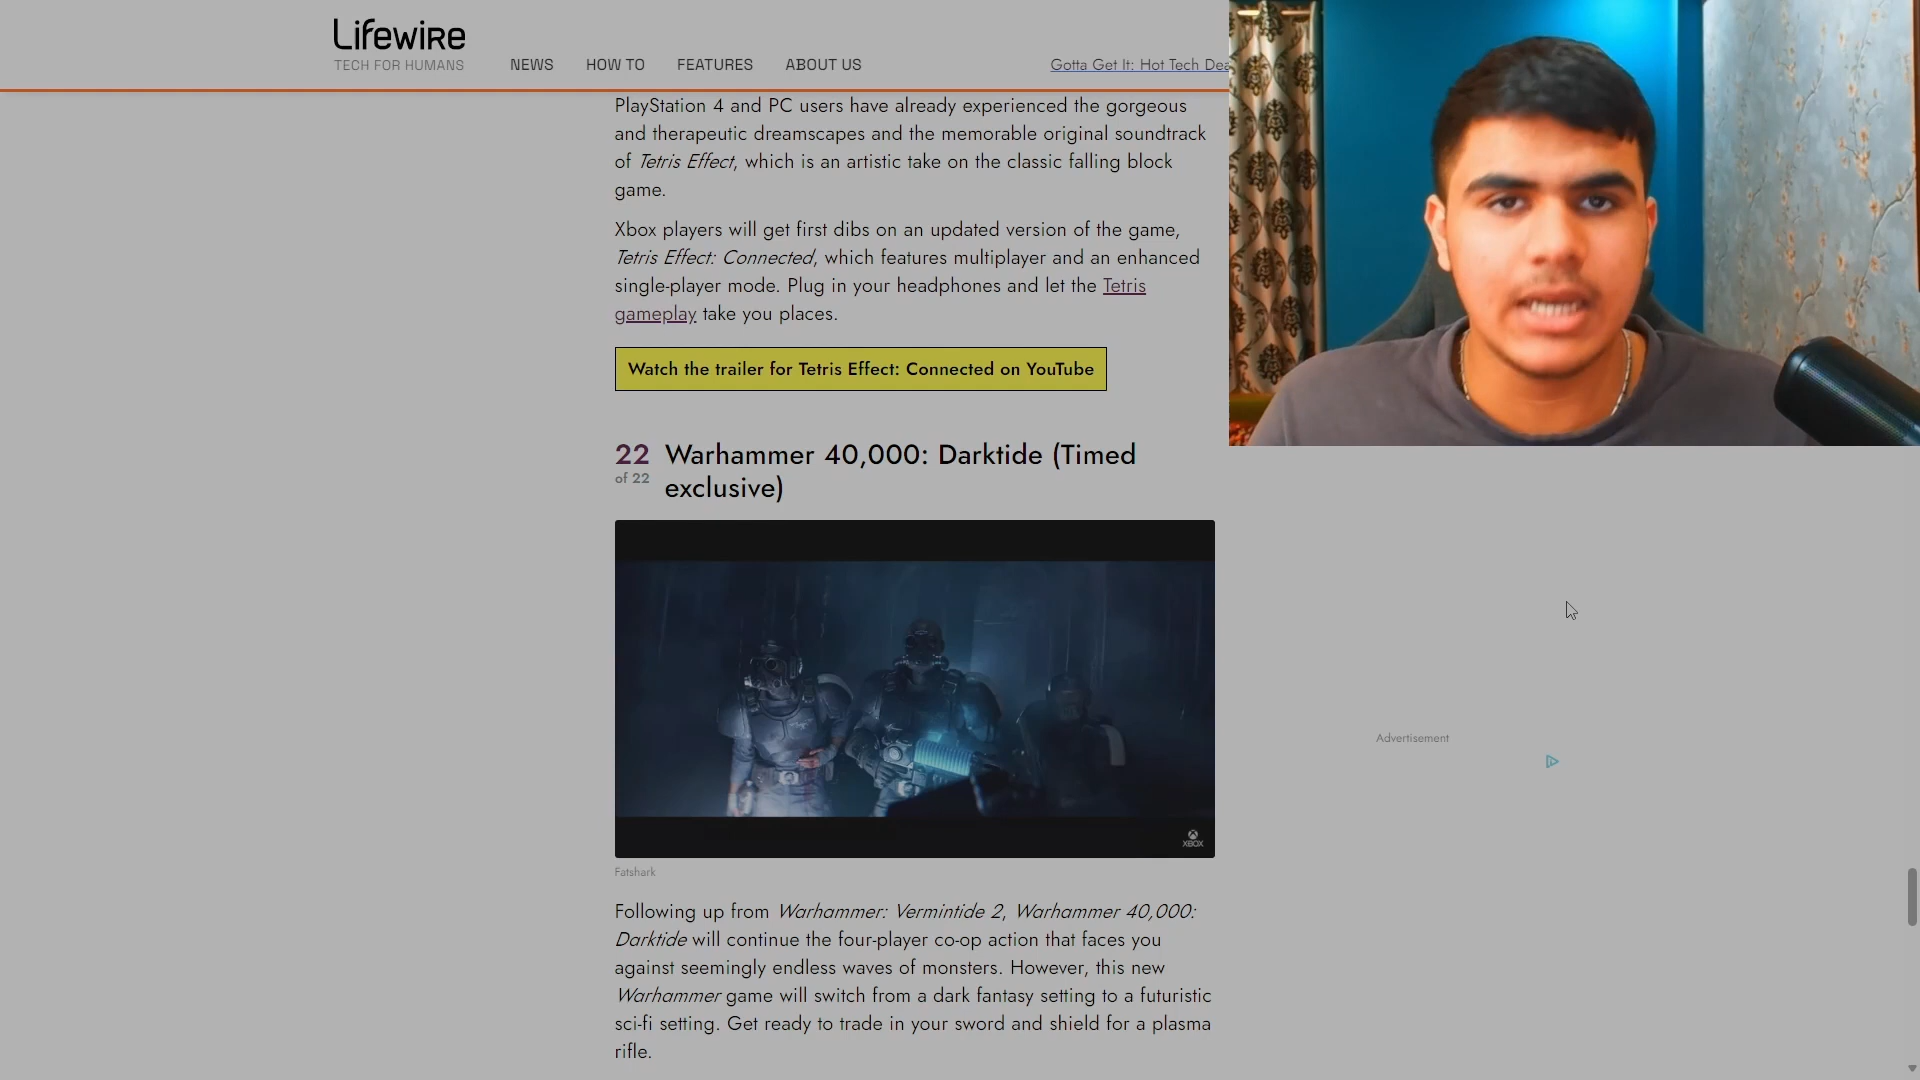 Lifewire
TECH FOR HUMANS
NEWS
HOW TO
FEATURES
ABOUT US
Gotta Get It: Hot Tech Dea
PlayStation 4 and PC users have already experienced the gorgeous
and therapeutic dreamscapes and the memorable original soundtrack
of Tetris Effect, which is an artistic take on the classic falling block
game.
Xbox players will get first dibs on an updated version of the game,
Tetris Effect: Connected, which features multiplayer and an enhanced
single-player mode. Plug in your headphones and let the Tetris
gameplay take you places.
Watch the trailer for Tetris Effect: Connected on YouTube
22
of 22
Warhammer 40,000: Darktide (Timed
exclusive)
XBOX
Fatshark
Advertisement
Following up from Warhammer: Vermintide 2, Warhammer 40,000:
Darktide will continue the four-player co-op action that faces you
against seemingly endless waves of monsters. However, this new
Warhammer game will switch from a dark fantasy setting to a futuristic
sci-fi setting. Get ready to trade in your sword and shield for a plasma
rifle.